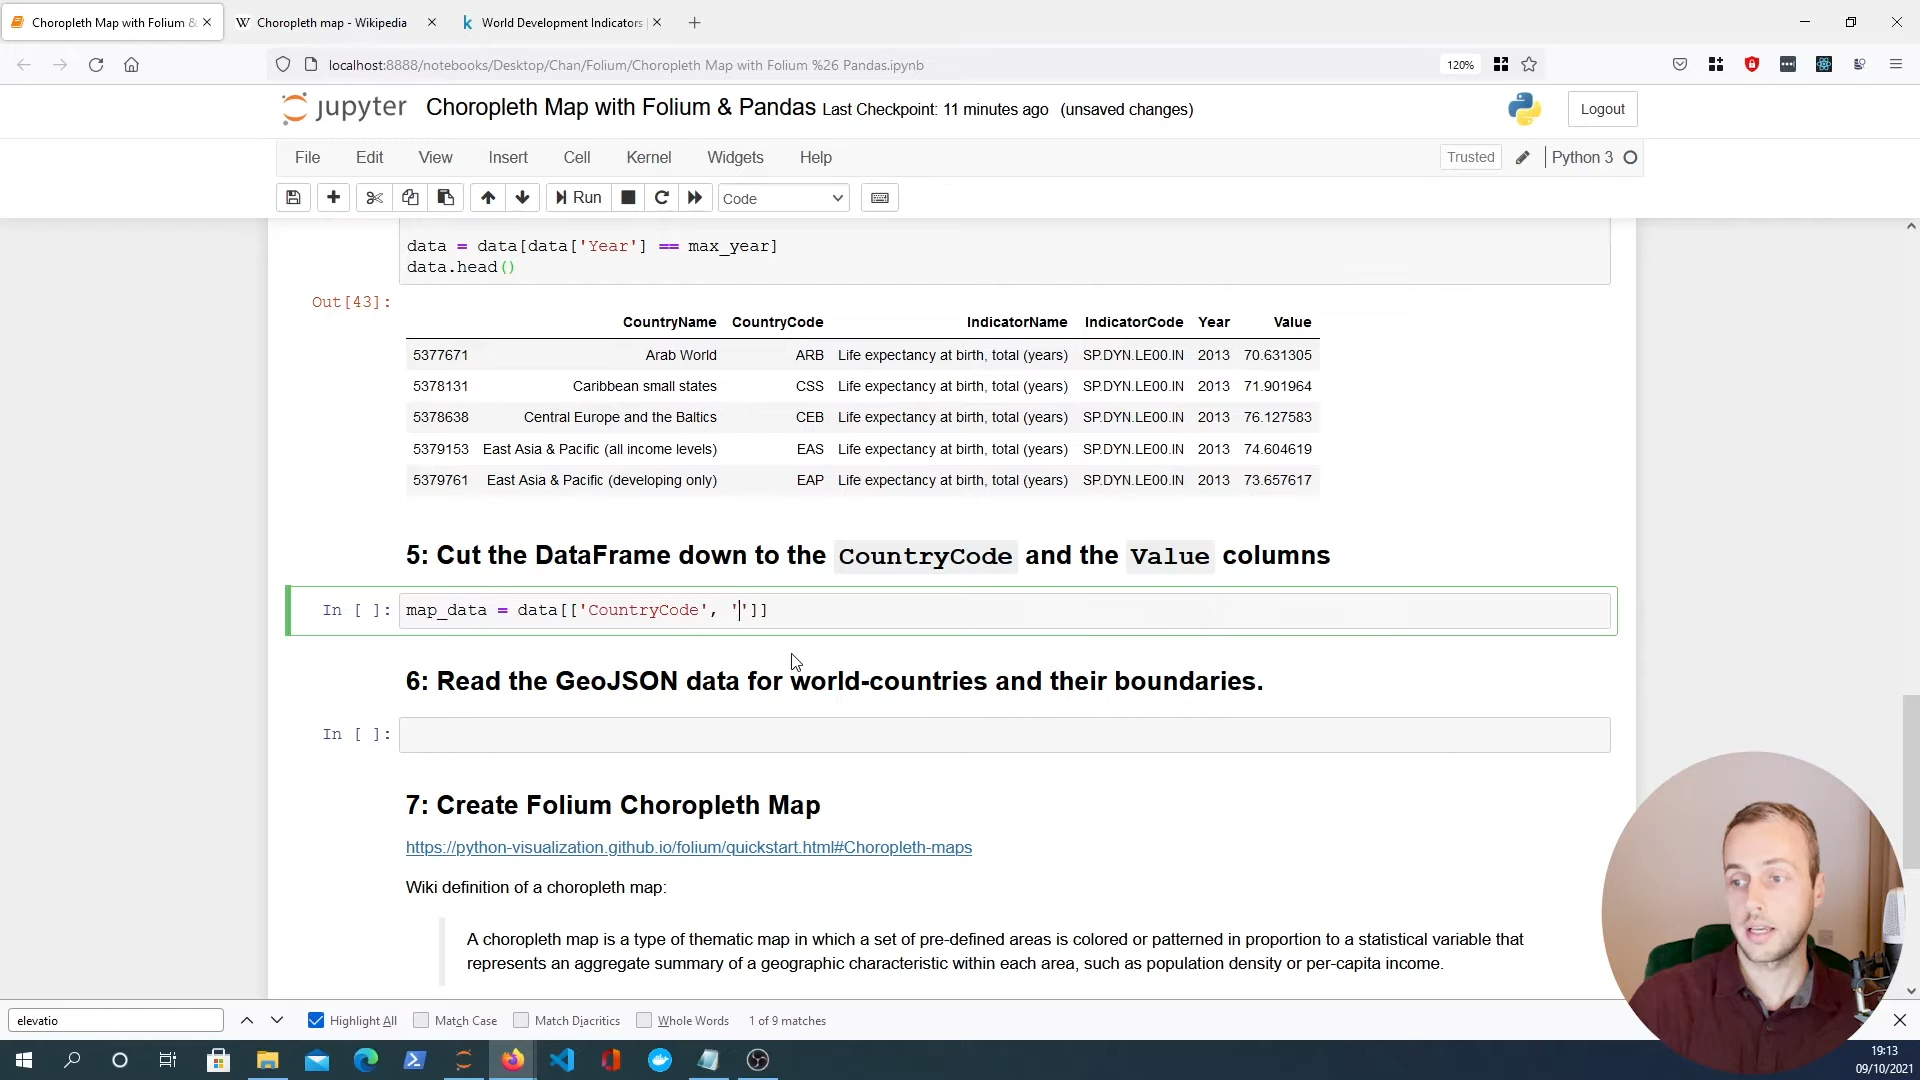 Choropleth Map with Folium &
Choropleth map - Wikipedia
World Development Indicators
localhost:8888/notebooks/Desktop/Chan/Folium/Choropleth Map with Folium %26 Pandas.ipynb
120%
jupyter
Choropleth Map with Folium & Pandas Last Checkpoint: 11 minutes ago (unsaved changes)
Logout
File Edit View Insert Cell Kernel Widgets Help
Trusted Python 3
Run Code
data = data[data['Year'] == max_year]
data.head()
Out[43]:
CountryName CountryCode IndicatorName IndicatorCode Year Value
5377671 Arab World ARB Life expectancy at birth, total (years) SP.DYN.LE00.IN 2013 70.631305
5378131 Caribbean small states CSS Life expectancy at birth, total (years) SP.DYN.LE00.IN 2013 71.901964
5378638 Central Europe and the Baltics CEB Life expectancy at birth, total (years) SP.DYN.LE00.IN 2013 76.127583
5379153 East Asia & Pacific (all income levels) EAS Life expectancy at birth, total (years) SP.DYN.LE00.IN 2013 74.604619
5379761 East Asia & Pacific (developing only) EAP Life expectancy at birth, total (years) SP.DYN.LE00.IN 2013 73.657617
5: Cut the DataFrame down to the CountryCode and the Value columns
In [ ]: map_data = data[['CountryCode', '']]
6: Read the GeoJSON data for world-countries and their boundaries.
In [ ]:
7: Create Folium Choropleth Map
https://python-visualization.github.io/folium/quickstart.html#Choropleth-maps
Wiki definition of a choropleth map:
A choropleth map is a type of thematic map in which a set of pre-defined areas is colored or patterned in proportion to a statistical variable that
represents an aggregate summary of a geographic characteristic within each area, such as population density or per-capita income.
elevatio
Highlight All Match Case Match Diacritics Whole Words 1 of 9 matches
19:13
09/10/2021